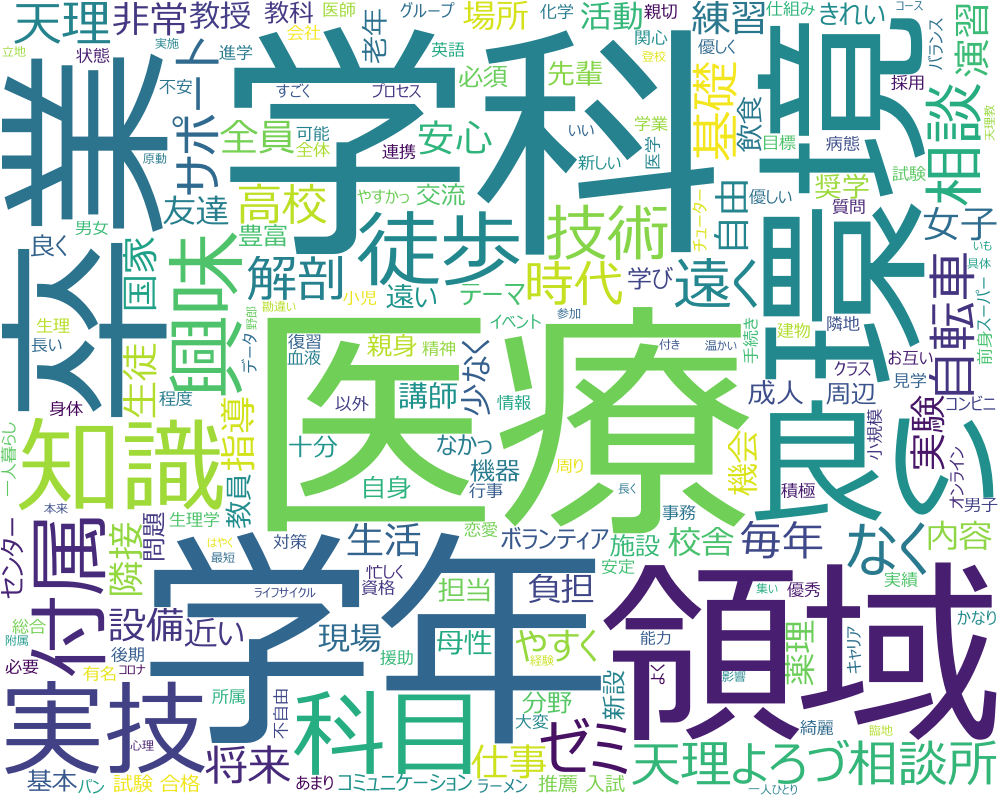 天理
非常
教授
教科
医師
グループ
化学
場所
活動
親切
練習
仕組み
きれい
コース
立地
実施
状態
会社
進学
老年
英語
必須
先輩
関心
優しく
登校
バランス
演習
業
不安
サポート
学科
すごく
プロセス
全員
可能
全体
安心
連携
いい
学業
新しい
医学
基礎
飲食
目標
環境
採用
病態
試験
相談
天理教
原動
男女
友達
高校
やすかっ
交流
徒歩
技術
チューター
自由
優しい
奨学
質問
女子
いも
具体
良く
国家
興味
豊富
解剖
小児
遠い
テーマ
時代
学び
遠く
自転車
前身スーパー
卒
生理
長い
生徒
勘違い
野郎
データ
復習
血液
親身
精神
イベント
参加
付き
温かい
手続き
建物
隣地
お互い
クラス
見学
コンビニ
医療
少なく
講師
情報
成人
周辺
小規模
一人暮らし
身体
程度
知識
指導
以外
十分
なかっ
機器
行事
周り
長く
機会
良い
積極
実験
オンライン
男子
本来
教員
自身
恋愛
事務
センター
付属
隣接
問題
生理学
はやく
最短
対策
生活
忙しく
資格
ボランティア
施設
安定
校舎
毎年
なく
内容
実績
ライフサイクル
総合
附属
設備
近い
学年
現場
担当
援助
母性
負担
やすく
経験
領域
能力
集い
優秀
かなり
必要
有名
後期
コロナ
所属
不自由
分野
大変
新設
よく
影響
薬理
キャリア
綺麗
臨地
実技
心理
科目
仕事
ゼミ
天理よろづ相談所
基本
パン
試験
合格
将来
あまり
コミュニケーション
ラーメン
推薦
入試
一人ひとり